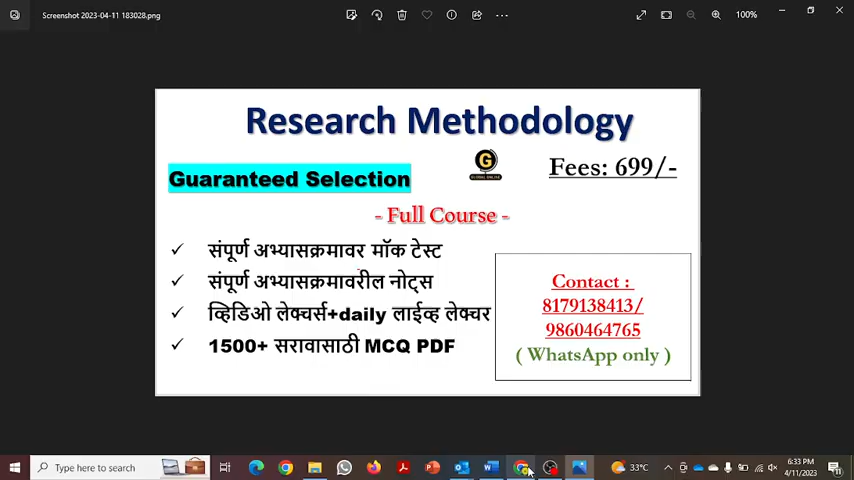 Screenshot 2023-04-11 183028.png
100%
Research Methodology
Guaranteed Selection
G
GLOBAL ONLINE
Fees: 699/-
- Full Course -
✓ संपूर्ण अभ्यासक्रमावर मॉक टेस्ट
✓ संपूर्ण अभ्यासक्रमावरील नोट्स
✓ व्हिडिओ लेक्चर्स+daily लाईव्ह लेक्चर
✓ 1500+ सरावासाठी MCQ PDF
Contact :
8179138413/
9860464765
( WhatsApp only )
Type here to search
33°C
6:33 PM
4/11/2023